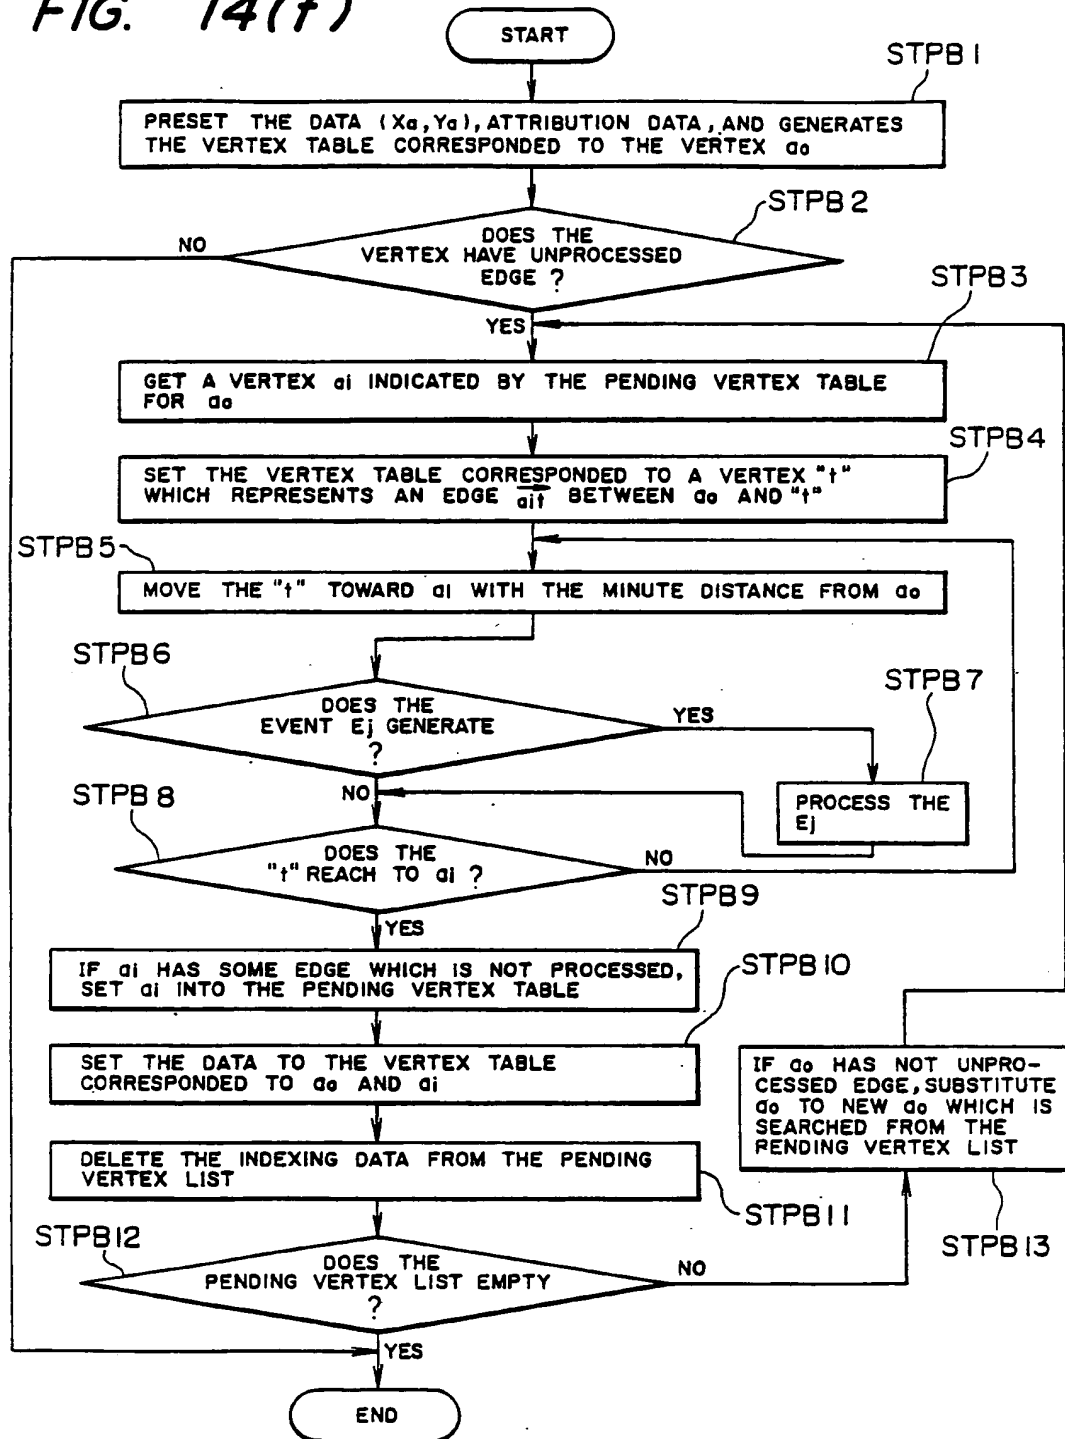 FIG. 14(f)
START
STPB1
PRESET THE DATA (Xa,Ya), ATTRIBUTION DATA, AND GENERATES
THE VERTEX TABLE CORRESPONDED TO THE VERTEX ao
STPB2
DOES THE
VERTEX HAVE UNPROCESSED
EDGE ?
NO
YES
STPB3
GET A VERTEX ai INDICATED BY THE PENDING VERTEX TABLE
FOR ao
STPB4
SET THE VERTEX TABLE CORRESPONDED TO A VERTEX "t"
WHICH REPRESENTS AN EDGE ait BETWEEN ao AND "t"
STPB5
MOVE THE "t" TOWARD ai WITH THE MINUTE DISTANCE FROM ao
STPB6
DOES THE
EVENT Ej GENERATE
?
YES
STPB7
PROCESS THE
Ej
NO
STPB8
DOES THE
"t" REACH TO ai ?
NO
YES
STPB9
IF ai HAS SOME EDGE WHICH IS NOT PROCESSED,
SET ai INTO THE PENDING VERTEX TABLE
STPB10
SET THE DATA TO THE VERTEX TABLE
CORRESPONDED TO ao AND ai
STPB11
DELETE THE INDEXING DATA FROM THE PENDING
VERTEX LIST
STPB12
DOES THE
PENDING VERTEX LIST EMPTY
?
NO
STPB13
IF ao HAS NOT UNPRO-
CESSED EDGE, SUBSTITUTE
ao TO NEW ao WHICH IS
SEARCHED FROM THE
PENDING VERTEX LIST
YES
END